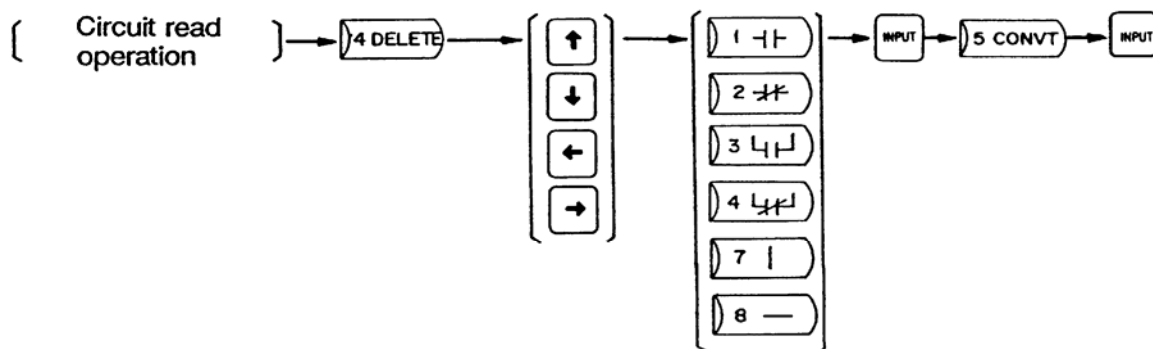 Circuit read
operation
4 DELETE
1
2
3
4
7
8
INPUT
5 CONVT
INPUT